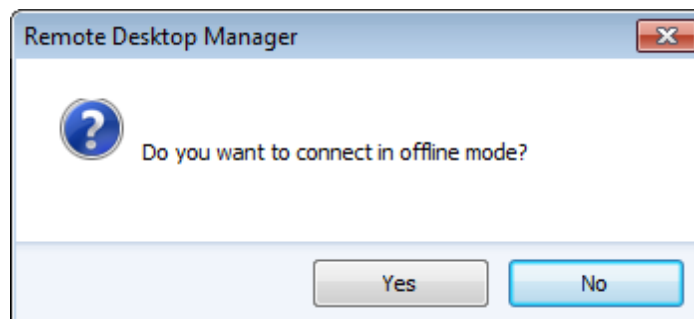 Remote Desktop Manager
Do you want to connect in offline mode?
Yes No